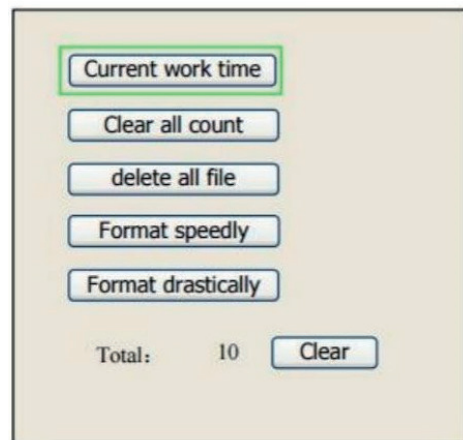 Current work time
Clear all count
delete all file
Format speedly
Format drastically
Total： 10 Clear